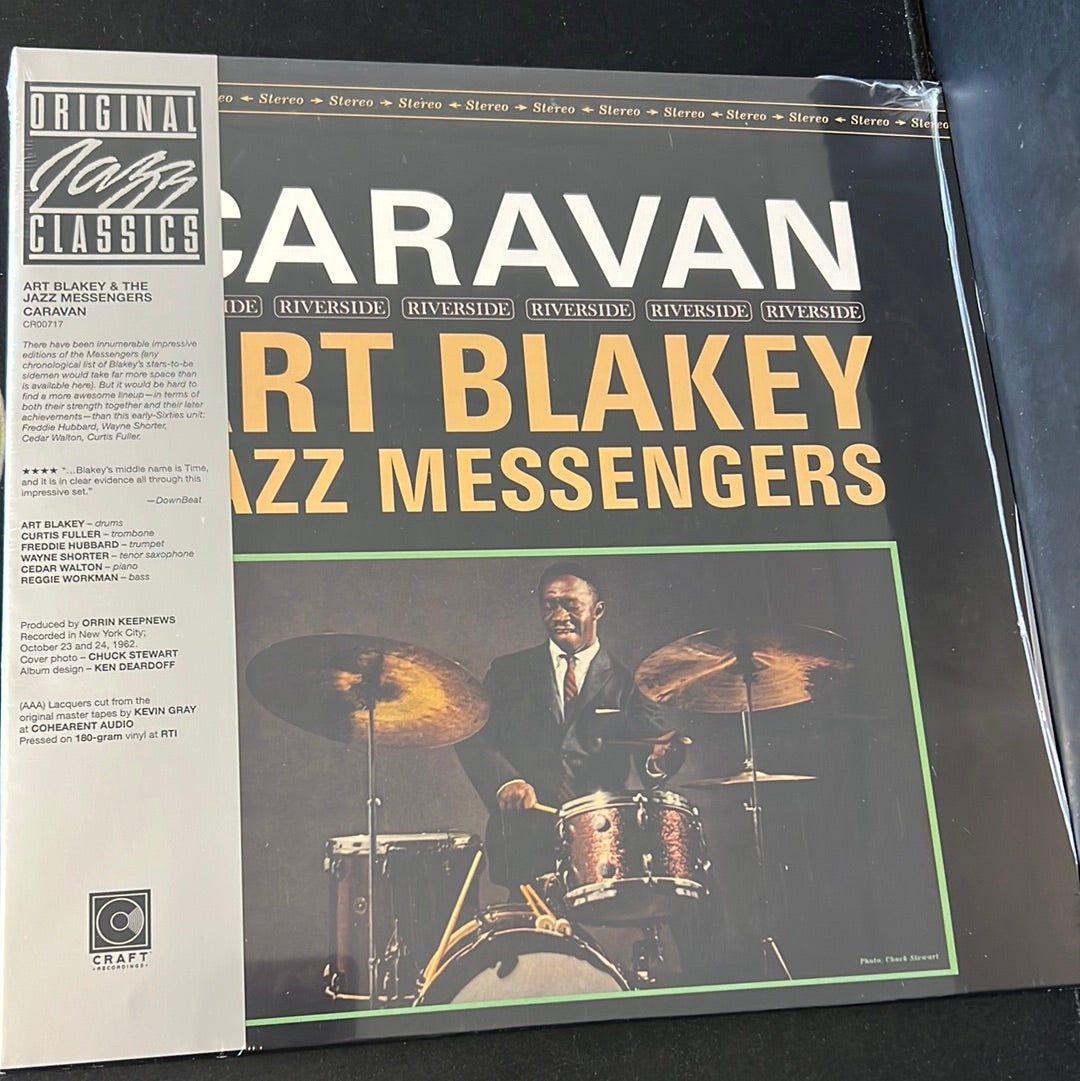 ORIGINAL
Jazz
CLASSICS
ART BLAKEY & THE
JAZZ MESSENGERS
CARAVAN
CR00717
There have been innumerable impressive
editions of the Messengers (any
chronological list of Blakey's stars-to-be
sidemen would take far more space than
is available here). But it would be hard to
find a more awesome lineup—in terms of
both their strength together and their later
achievements—than this early-Sixties unit:
Freddie Hubbard, Wayne Shorter,
Cedar Walton, Curtis Fuller.
★★★★ “...Blakey's middle name is Time,
and it is in clear evidence all through this
impressive set.”
—DownBeat
ART BLAKEY – drums
CURTIS FULLER – trombone
FREDDIE HUBBARD – trumpet
WAYNE SHORTER – tenor saxophone
CEDAR WALTON – piano
REGGIE WORKMAN – bass
Produced by ORRIN KEEPNEWS
Recorded in New York City;
October 23 and 24, 1962.
Cover photo – CHUCK STEWART
Album design – KEN DEARDOFF
(AAA) Lacquers cut from the
original master tapes by KEVIN GRAY
at COHEARENT AUDIO
Pressed on 180-gram vinyl at RTI
CRAFT
RECORDINGS
eo ← Stereo → Stereo → Stereo ← Stereo → Stereo ← Stereo → Stereo ← Stereo → Stereo ← Stereo → Stereo
CARAVAN
IDE RIVERSIDE RIVERSIDE RIVERSIDE RIVERSIDE RIVERSIDE
ART BLAKEY
AZZ MESSENGERS
Photo, Chuck Stewart